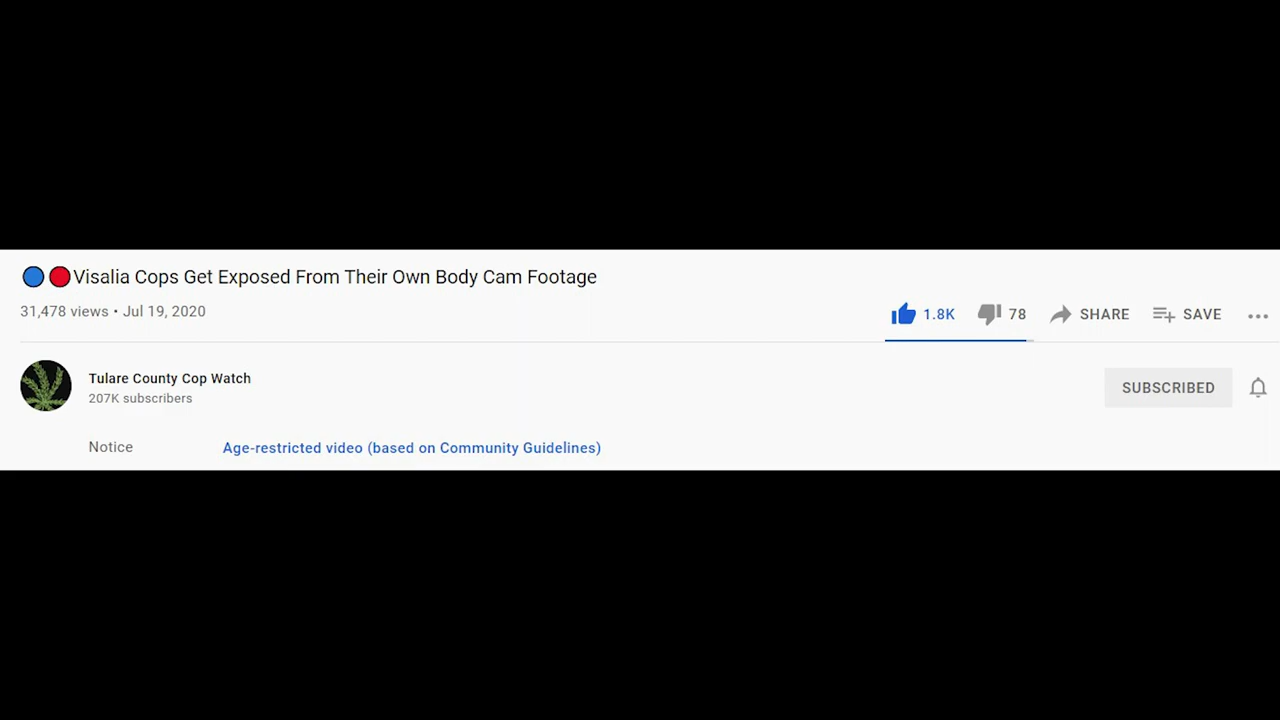 Visalia Cops Get Exposed From Their Own Body Cam Footage
31,478 views • Jul 19, 2020
1.8K 78 SHARE SAVE
Tulare County Cop Watch
207K subscribers
SUBSCRIBED
Notice Age-restricted video (based on Community Guidelines)